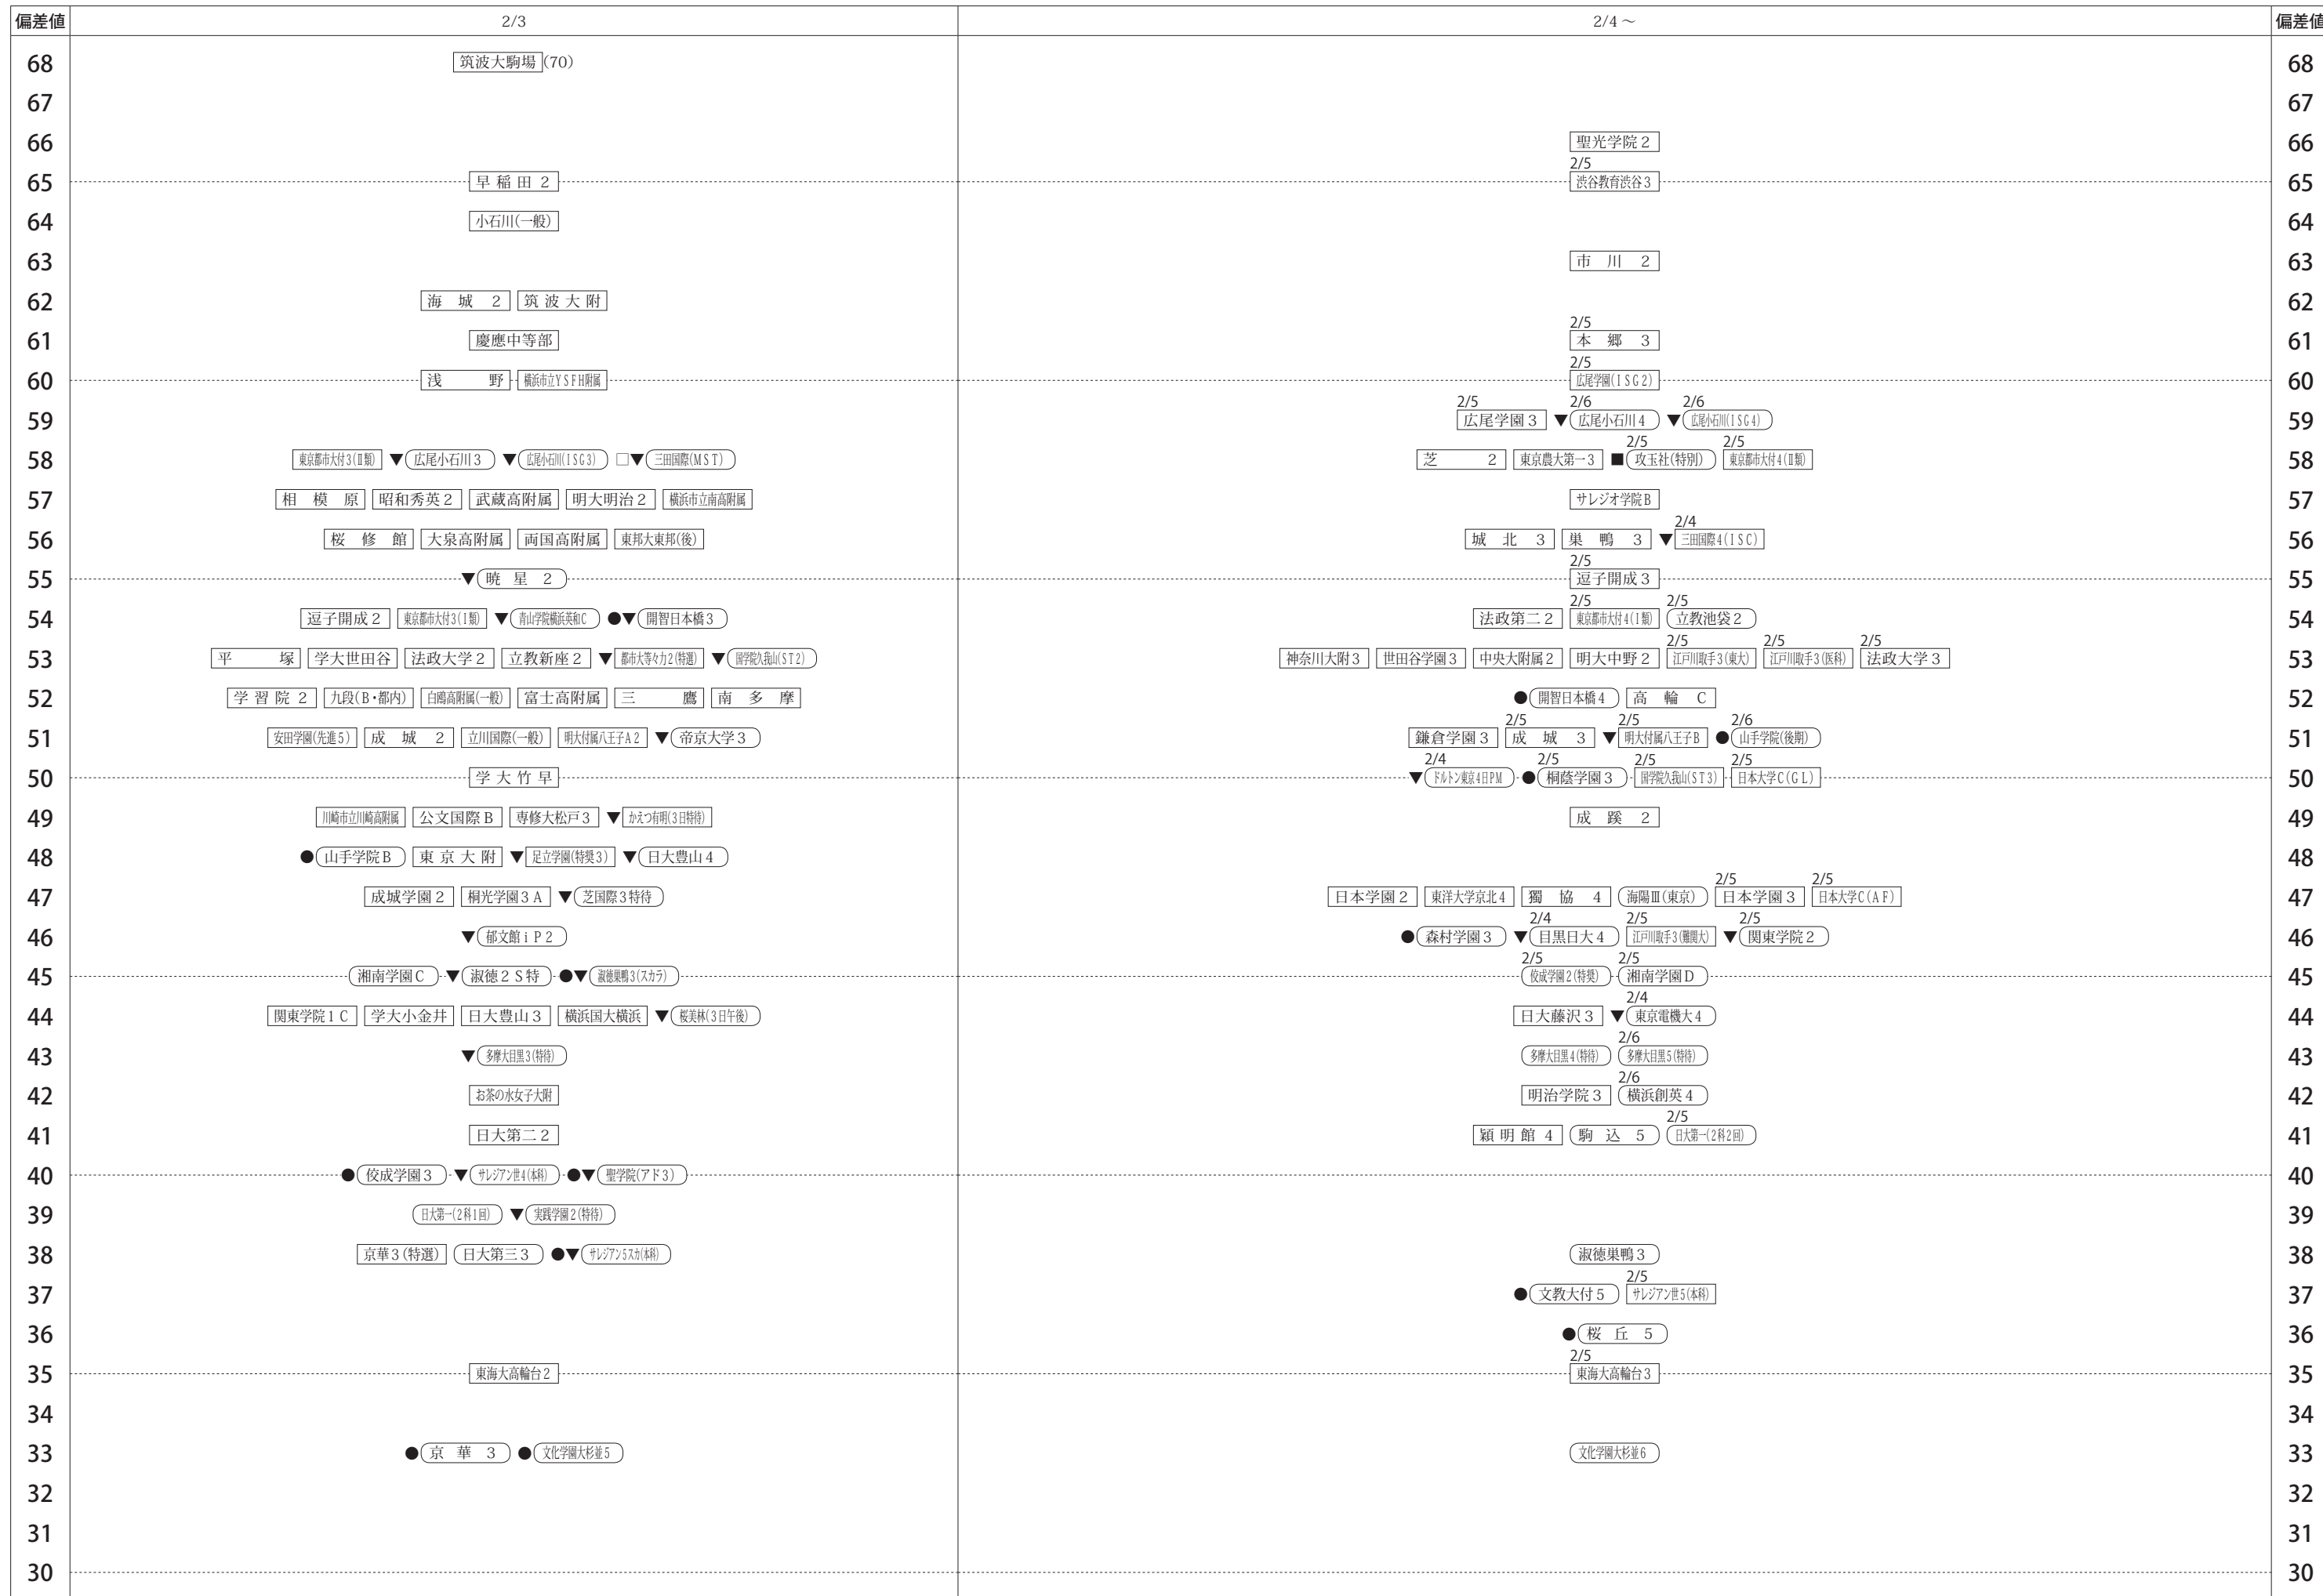 偏差値 2/3 2/4～ 偏差値
68 筑波大駒場(70) 68
67 67
66 聖光学院2 66
2/5
65 早稲田2 渋谷教育渋谷3 65
64 小石川(一般) 64
63 市川2 63
62 海城2 筑波大附 62
2/5
61 慶應中等部 本郷3 61
2/5
60 浅野 横浜市立YSFH附属 広尾学園(ISG2) 60
2/5 2/6 2/6
59 広尾学園3 ▼広尾小石川4 ▼広尾小石川(ISG4) 59
2/5 2/5
58 東京都市大付3(Ⅱ類) ▼広尾小石川3 ▼広尾小石川(ISG3) □▼三田国際(MST) 芝2 東京農大第一3 ■攻玉社(特別) 東京都市大付4(Ⅱ類) 58
57 相模原 昭和秀英2 武蔵高附属 明大明治2 横浜市立南高附属 サレジオ学院B 57
2/4
56 桜修館 大泉高附属 両国高附属 東邦大東邦(後) 城北3 巣鴨3 ▼三田国際4(ISC) 56
2/5
55 ▼暁星2 逗子開成3 55
2/5 2/5
54 逗子開成2 東京都市大付3(Ⅰ類) ▼青山学院横浜英和C ●▼開智日本橋3 法政第二2 東京都市大付4(Ⅰ類) 立教池袋2 54
2/5 2/5 2/5
53 平塚 学大世田谷 法政大学2 立教新座2 ▼都市大等々力2(特選) ▼国学院久我山(ST2) 神奈川大附3 世田谷学園3 中央大附属2 明大中野2 江戸川取手3(東大) 江戸川取手3(医科) 法政大学3 53
52 学習院2 九段(B・都内) 白鷗高附属(一般) 富士高附属 三鷹 南多摩 ●開智日本橋4 高輪C 52
2/5 2/5 2/6
51 安田学園(先進5) 成城2 立川国際(一般) 明大付属八王子A2 ▼帝京大学3 鎌倉学園3 成城3 ▼明大付属八王子B ●山手学院(後期) 51
2/4 2/5 2/5 2/5
50 学大竹早 ▼ドルトン東京4日PM ●桐蔭学園3 国学院久我山(ST3) 日本大学C(GL) 50
49 川崎市立川崎高附属 公文国際B 専修大松戸3 ▼かえつ有明(3日特待) 成蹊2 49
48 ●山手学院B 東京大附 ▼足立学園(特奨3) ▼日大豊山4 48
2/5 2/5
47 成城学園2 桐光学園3A ▼芝国際3特待 日本学園2 東洋大学京北4 獨協4 海陽Ⅲ(東京) 日本学園3 日本大学C(AF) 47
2/4 2/5 2/5
46 ▼郁文館iP2 ●森村学園3 ▼目黒日大4 江戸川取手3(難関大) ▼関東学院2 46
2/5 2/5
45 湘南学園C ▼淑徳2S特 ●▼淑徳巣鴨3(スカラ) 佼成学園2(特奨) 湘南学園D 45
2/4
44 関東学院1C 学大小金井 日大豊山3 横浜国大横浜 ▼桜美林(3日午後) 日大藤沢3 ▼東京電機大4 44
2/6
43 ▼多摩大目黒3(特待) 多摩大目黒4(特待) 多摩大目黒5(特待) 43
2/6
42 お茶の水女子大附 明治学院3 横浜創英4 42
2/5
41 日大第二2 穎明館4 駒込5 日大第一(2科2回) 41
40 ●佼成学園3 ▼サレジアン世4(本科) ●▼聖学院(アド3) 40
39 日大第一(2科1回) ▼実践学園2(特待) 39
38 京華3(特選) 日大第三3 ●▼サレジアン5スカ(本科) 淑徳巣鴨3 38
2/5
37 ●文教大付5 サレジアン世5(本科) 37
36 ●桜丘5 36
2/5
35 東海大高輪台2 東海大高輪台3 35
34 34
33 ●京華3 ●文化学園大杉並5 文化学園大杉並6 33
32 32
31 31
30 30